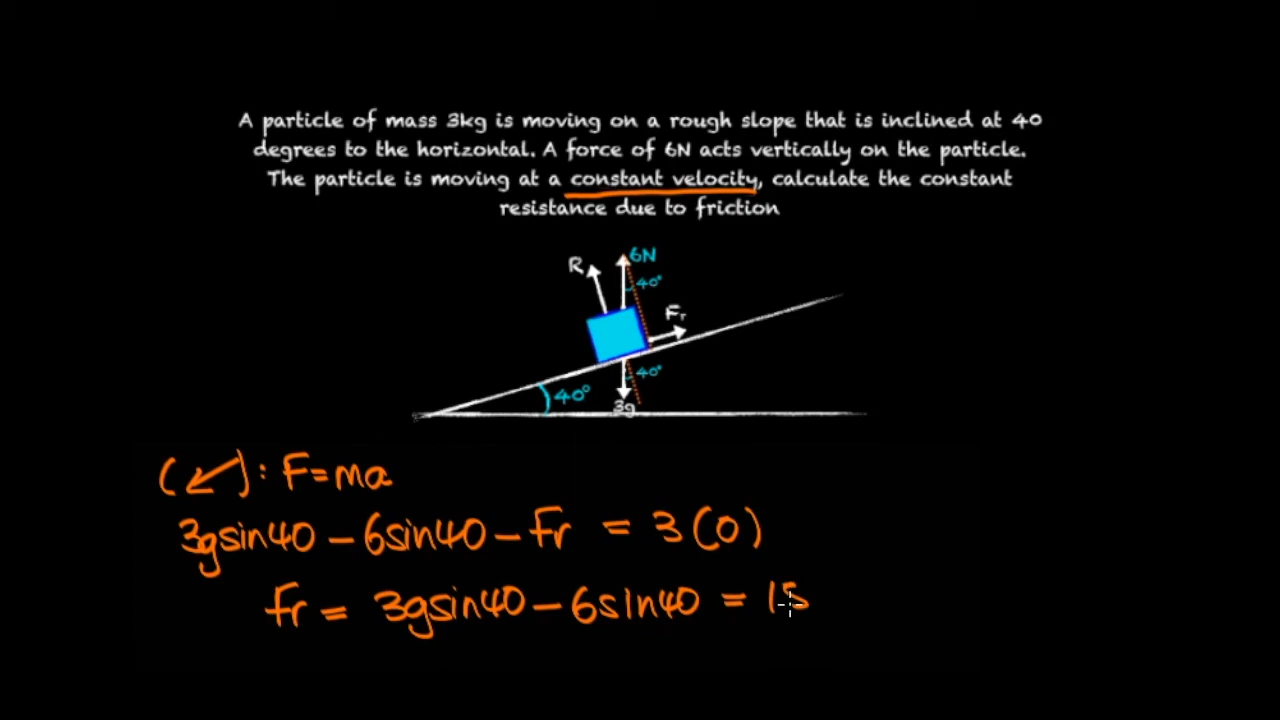 A particle of mass 3kg is moving on a rough slope that is inclined at 40
degrees to the horizontal. A force of 6N acts vertically on the particle.
The particle is moving at a constant velocity, calculate the constant
resistance due to friction
6N
R
40°
Fr
40°
40°
3g
(↙): F=ma
3gsin40 - 6sin40 - Fr = 3(0)
Fr = 3gsin40 - 6sin40 = 15